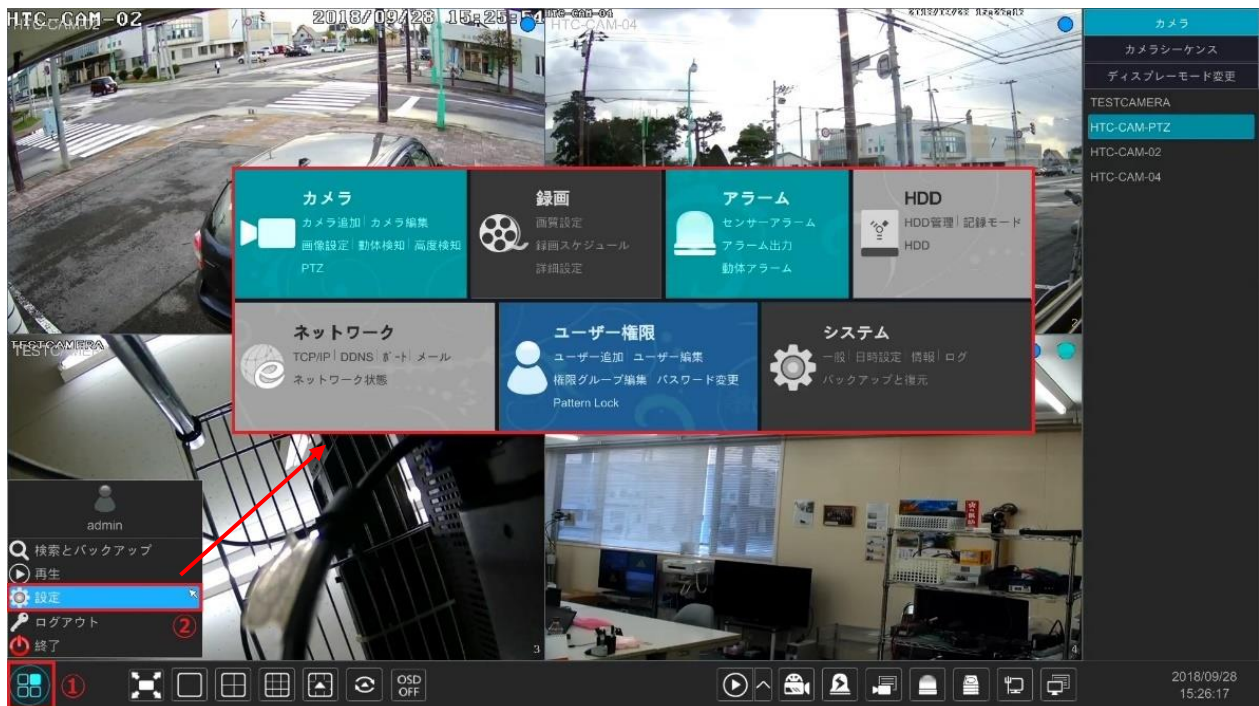 HTC-CAM-02
2018/09/28 15:25:54
HTC-CAM-04
HTC-CAM-04
カメラ
カメラシーケンス
ディスプレーモード変更
TESTCAMERA
HTC-CAM-PTZ
HTC-CAM-02
HTC-CAM-04
カメラ
カメラ追加 | カメラ編集
画像設定 | 動体検知 | 高度検知
PTZ
録画
画質設定
録画スケジュール
詳細設定
アラーム
センサーアラーム
アラーム出力
動体アラーム
HDD
HDD管理 | 記録モード
HDD
2
ネットワーク
TCP/IP | DDNS | ﾎﾟｰﾄ | メール
ネットワーク状態
ユーザー権限
ユーザー追加 ユーザー編集
権限グループ編集 パスワード変更
Pattern Lock
システム
一般 | 日時設定 | 情報 | ログ
バックアップと復元
TESTCAMERA
TESTCAMERA
admin
検索とバックアップ
再生
設定
ログアウト
②
終了
3
4
①
OSD
OFF
2018/09/28
15:26:17